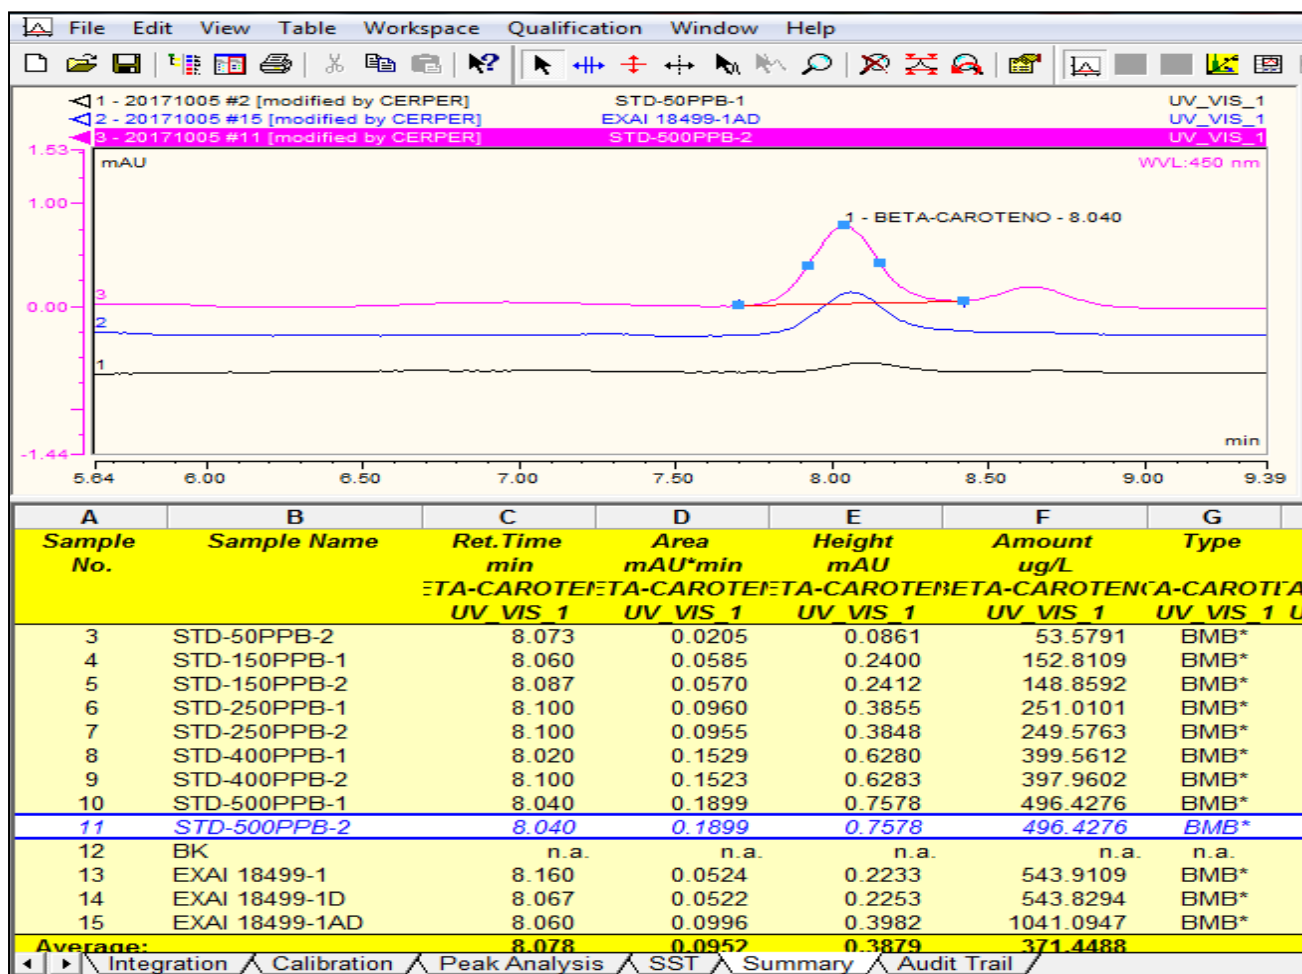 File Edit View Table Workspace Qualification Window Help
1 - 20171005 #2 [modified by CERPER] STD-50PPB-1 UV_VIS_1
2 - 20171005 #15 [modified by CERPER] EXAI 18499-1AD UV_VIS_1
3 - 20171005 #11 [modified by CERPER] STD-500PPB-2 UV_VIS_1
1.53
mAU WVL:450 nm
1.00
1 - BETA-CAROTENO - 8.040
3
0.00
2
1
min
-1.44
5.64 6.00 6.50 7.00 7.50 8.00 8.50 9.00 9.39
A B C D E F G
Sample Sample Name Ret.Time Area Height Amount Type
No. min mAU*min mAU ug/L
ETA-CAROTEN ETA-CAROTEN ETA-CAROTEN BETA-CAROTENO A-CAROTE
UV_VIS_1 UV_VIS_1 UV_VIS_1 UV_VIS_1 UV_VIS_1 U
3 STD-50PPB-2 8.073 0.0205 0.0861 53.5791 BMB*
4 STD-150PPB-1 8.060 0.0585 0.2400 152.8109 BMB*
5 STD-150PPB-2 8.087 0.0570 0.2412 148.8592 BMB*
6 STD-250PPB-1 8.100 0.0960 0.3855 251.0101 BMB*
7 STD-250PPB-2 8.100 0.0955 0.3848 249.5763 BMB*
8 STD-400PPB-1 8.020 0.1529 0.6280 399.5612 BMB*
9 STD-400PPB-2 8.100 0.1523 0.6283 397.9602 BMB*
10 STD-500PPB-1 8.040 0.1899 0.7578 496.4276 BMB*
11 STD-500PPB-2 8.040 0.1899 0.7578 496.4276 BMB*
12 BK n.a. n.a. n.a. n.a. n.a.
13 EXAI 18499-1 8.160 0.0524 0.2233 543.9109 BMB*
14 EXAI 18499-1D 8.067 0.0522 0.2253 543.8294 BMB*
15 EXAI 18499-1AD 8.060 0.0996 0.3982 1041.0947 BMB*
Average: 8.078 0.0952 0.3879 371.4488
Integration Calibration Peak Analysis SST Summary Audit Trail